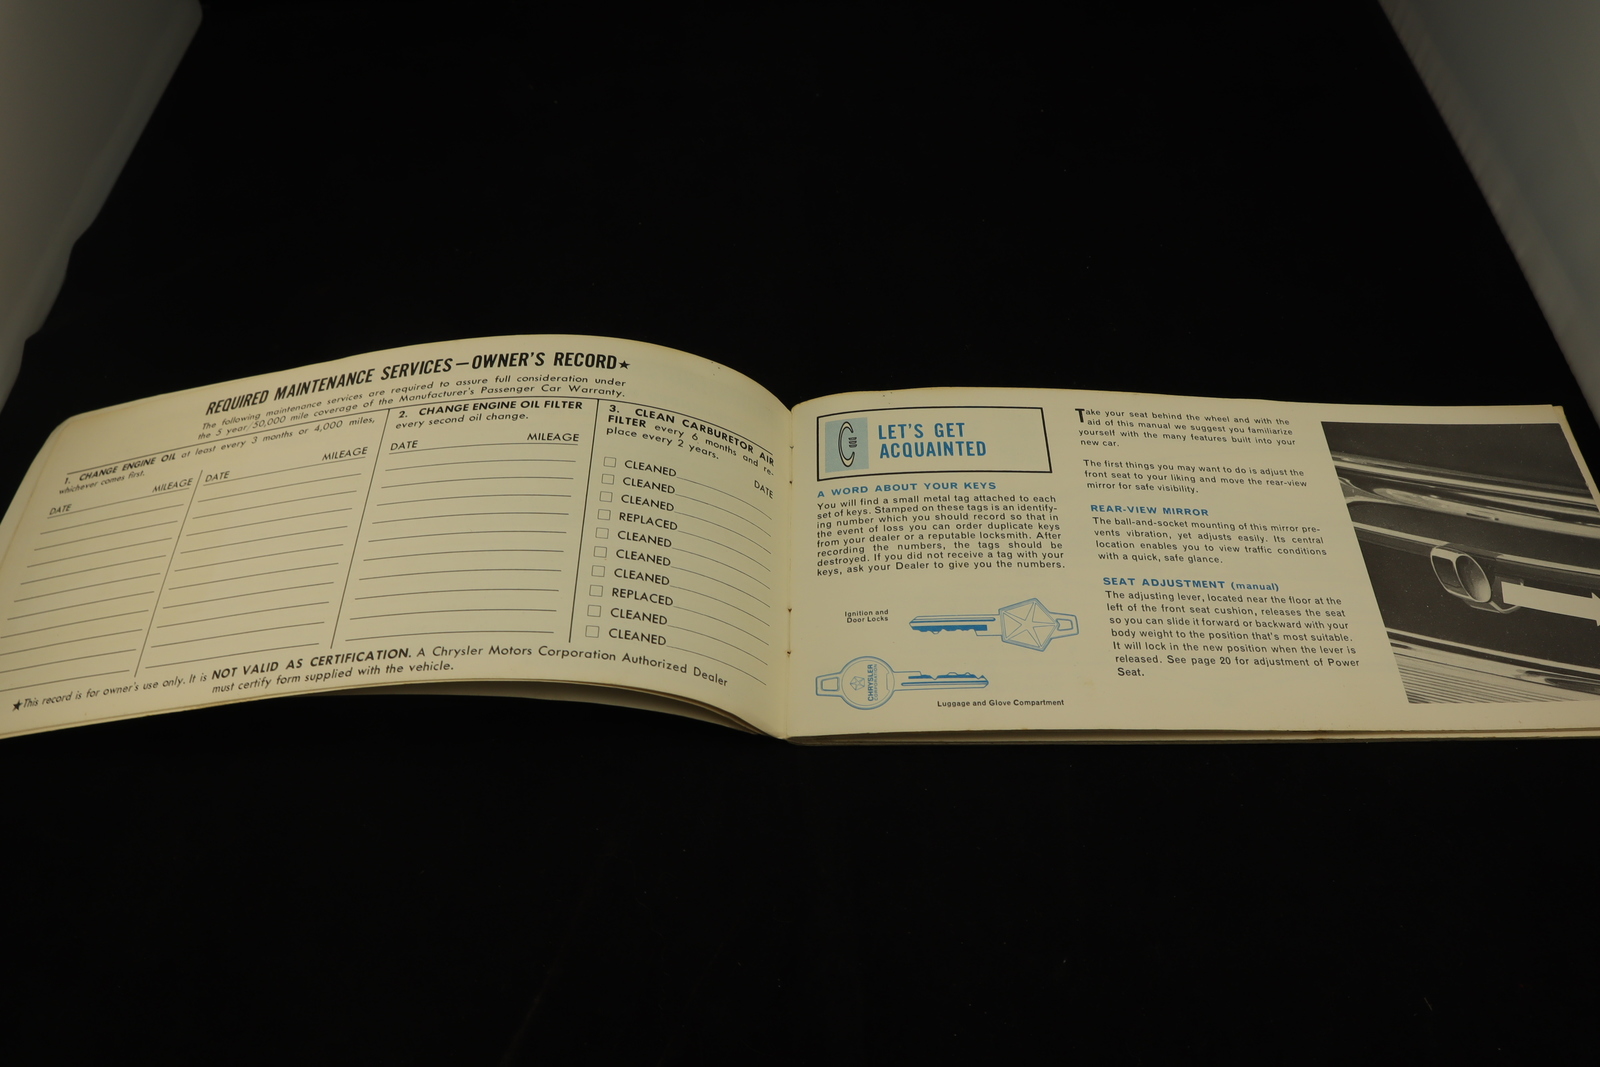 REQUIRED MAINTENANCE SERVICES—OWNER'S RECORD★
The following maintenance services are required to assure full consideration under
the 5 year/50,000 mile coverage of the Manufacturer's Passenger Car Warranty.
1. CHANGE ENGINE OIL at least every 3 months or 4,000 miles,
whichever comes first.
DATE
MILEAGE
DATE
MILEAGE
2. CHANGE ENGINE OIL FILTER
every second oil change.
DATE
MILEAGE
3. CLEAN CARBURETOR AIR
FILTER every 6 months and re-
place every 2 years.
DATE
CLEANED
CLEANED
CLEANED
REPLACED
CLEANED
CLEANED
CLEANED
REPLACED
CLEANED
CLEANED
★This record is for owner's use only. It is NOT VALID AS CERTIFICATION. A Chrysler Motors Corporation Authorized Dealer
must certify form supplied with the vehicle.
LET'S GET
ACQUAINTED
A WORD ABOUT YOUR KEYS
You will find a small metal tag attached to each
set of keys. Stamped on these tags is an identify-
ing number which you should record so that in
the event of loss you can order duplicate keys
from your dealer or a reputable locksmith. After
recording the numbers, the tags should be
destroyed. If you did not receive a tag with your
keys, ask your Dealer to give you the numbers.
Ignition and
Door Locks
CHRYSLER
CORPORATION
Luggage and Glove Compartment
Take your seat behind the wheel and with the
aid of this manual we suggest you familiarize
yourself with the many features built into your
new car.
The first things you may want to do is adjust the
front seat to your liking and move the rear-view
mirror for safe visibility.
REAR-VIEW MIRROR
The ball-and-socket mounting of this mirror pre-
vents vibration, yet adjusts easily. Its central
location enables you to view traffic conditions
with a quick, safe glance.
SEAT ADJUSTMENT (manual)
The adjusting lever, located near the floor at the
left of the front seat cushion, releases the seat
so you can slide it forward or backward with your
body weight to the position that's most suitable.
It will lock in the new position when the lever is
released. See page 20 for adjustment of Power
Seat.